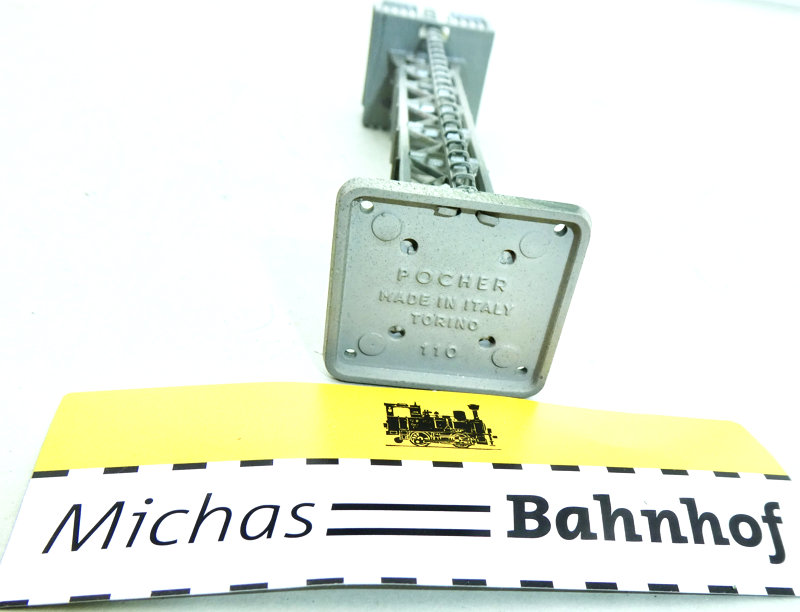 POCHER
MADE IN ITALY
TORINO
110
Michas Bahnhof